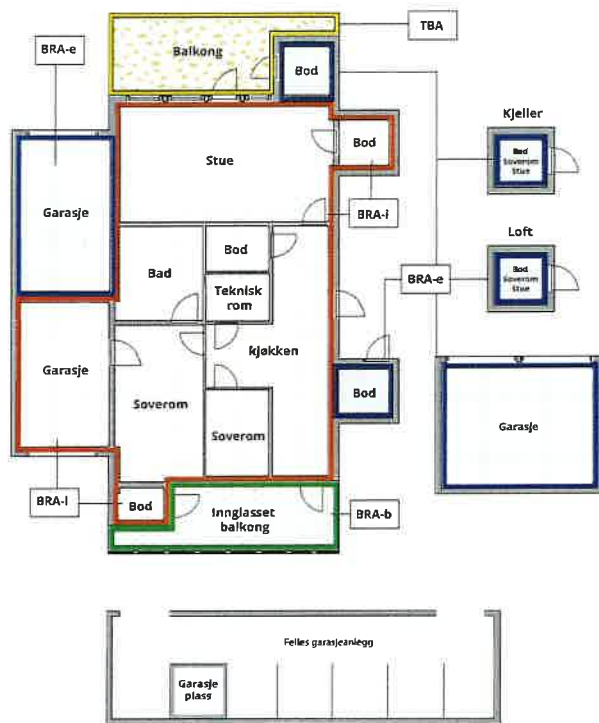 TBA
BRA-e
Balkong
Bod
Kjeller
Bod
Soverom
Stue
Stue
Bod
Garasje
BRA-i
Loft
Bod
Soverom
Stue
Bad
Bod
Teknisk
rom
BRA-e
Garasje
kjøkken
Soverom
Soverom
Bod
Garasje
BRA-i
Bod
Innglasset
balkong
BRA-b
Felles garasjeanlegg
Garasje
plass